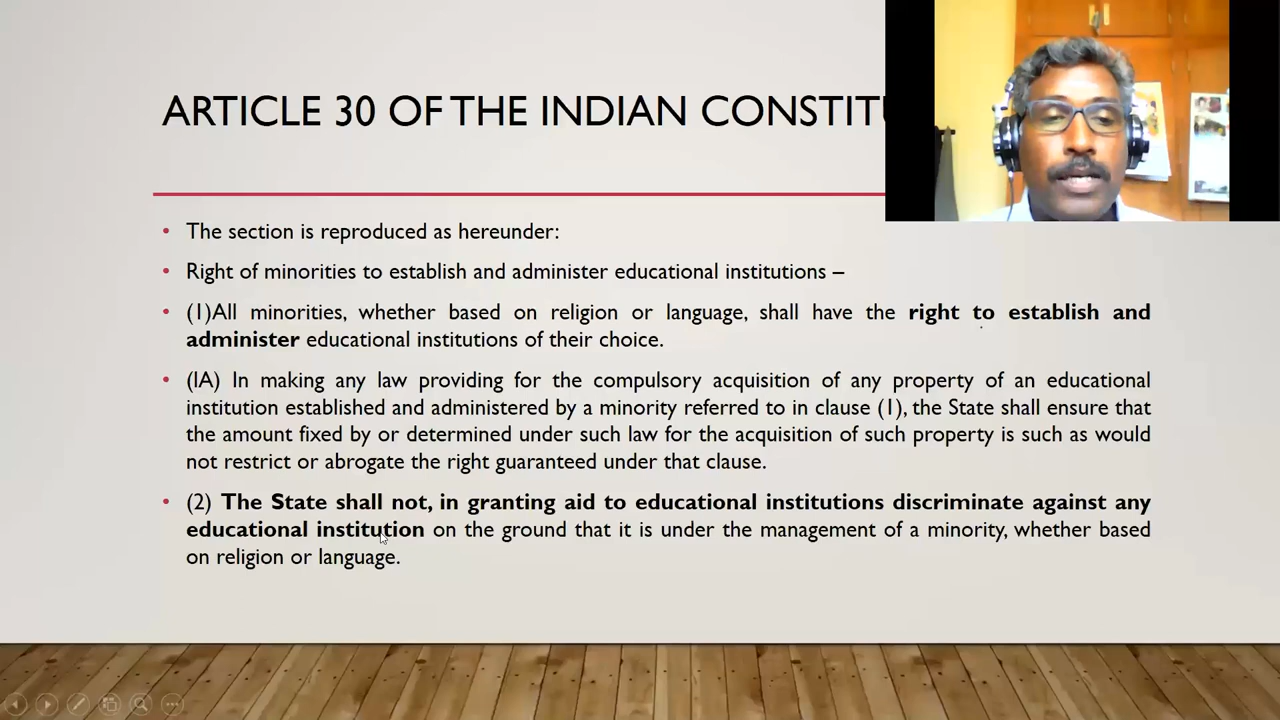 ARTICLE 30 OF THE INDIAN CONSTITU
• The section is reproduced as hereunder:
• Right of minorities to establish and administer educational institutions –
• (1)All minorities, whether based on religion or language, shall have the right to establish and
administer educational institutions of their choice.
• (IA) In making any law providing for the compulsory acquisition of any property of an educational
institution established and administered by a minority referred to in clause (1), the State shall ensure that
the amount fixed by or determined under such law for the acquisition of such property is such as would
not restrict or abrogate the right guaranteed under that clause.
• (2) The State shall not, in granting aid to educational institutions discriminate against any
educational institution on the ground that it is under the management of a minority, whether based
on religion or language.